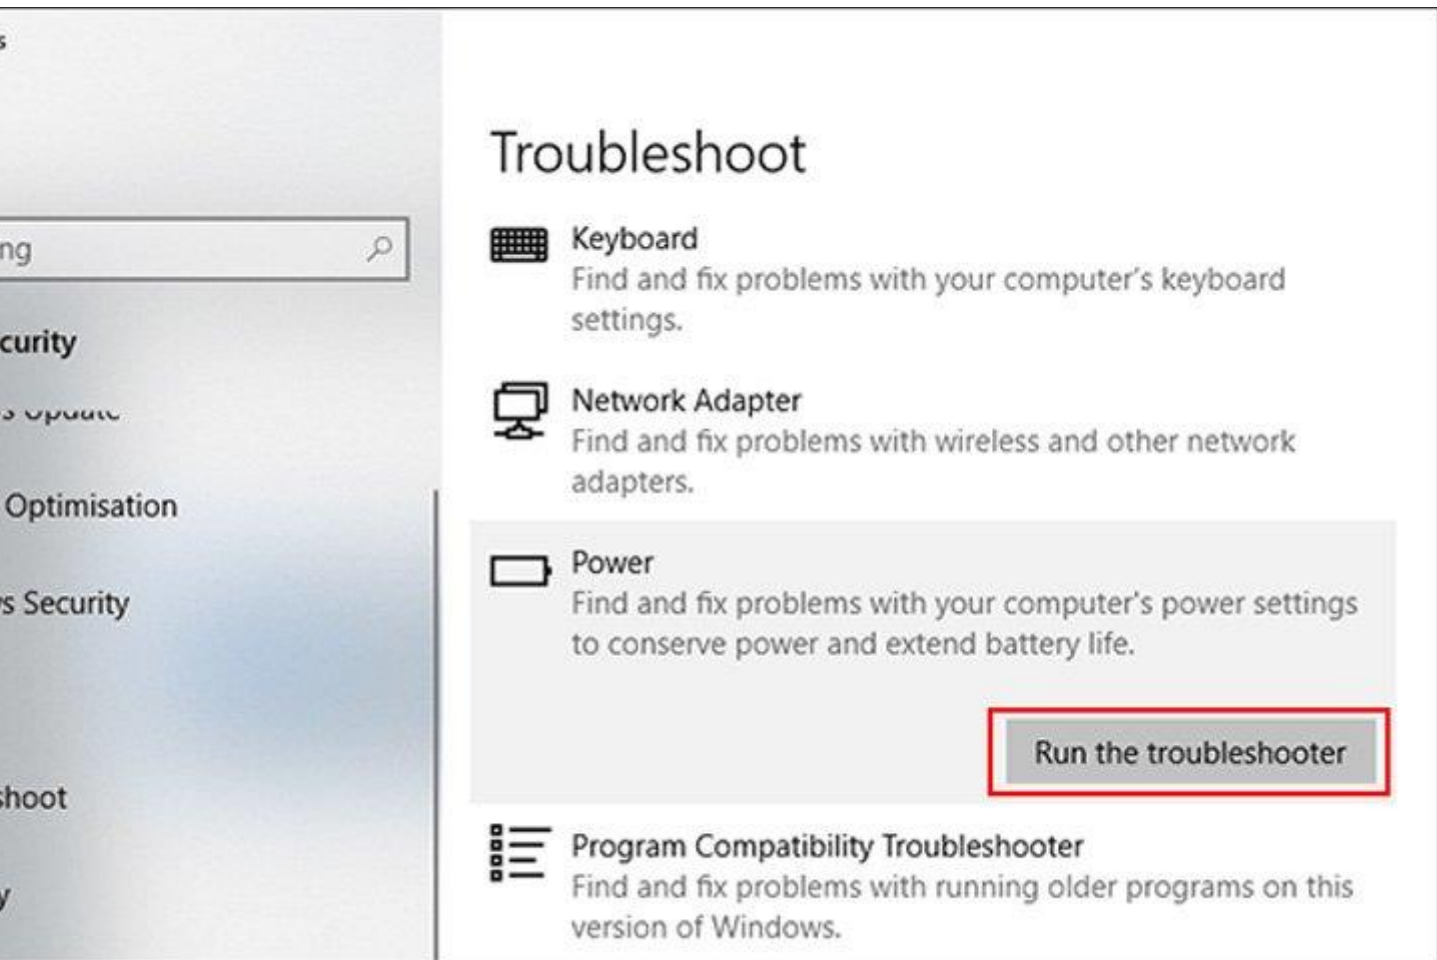 s
Troubleshoot
Keyboard
Find and fix problems with your computer's keyboard
settings.
ng
curity
Network Adapter
Find and fix problems with wireless and other network
adapters.
s Update
Optimisation
Power
Find and fix problems with your computer's power settings
to conserve power and extend battery life.
s Security
Run the troubleshooter
shoot
Program Compatibility Troubleshooter
Find and fix problems with running older programs on this
version of Windows.
y